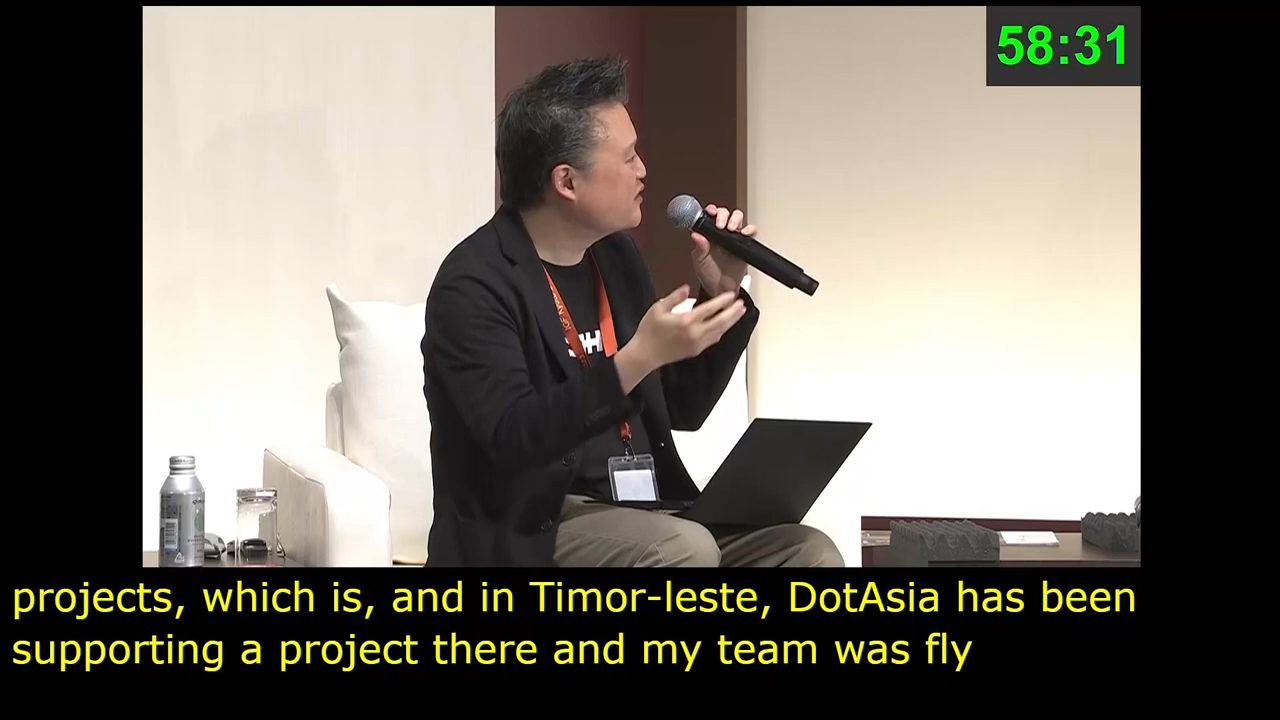 58:31
projects, which is, and in Timor-leste, DotAsia has been
supporting a project there and my team was fly